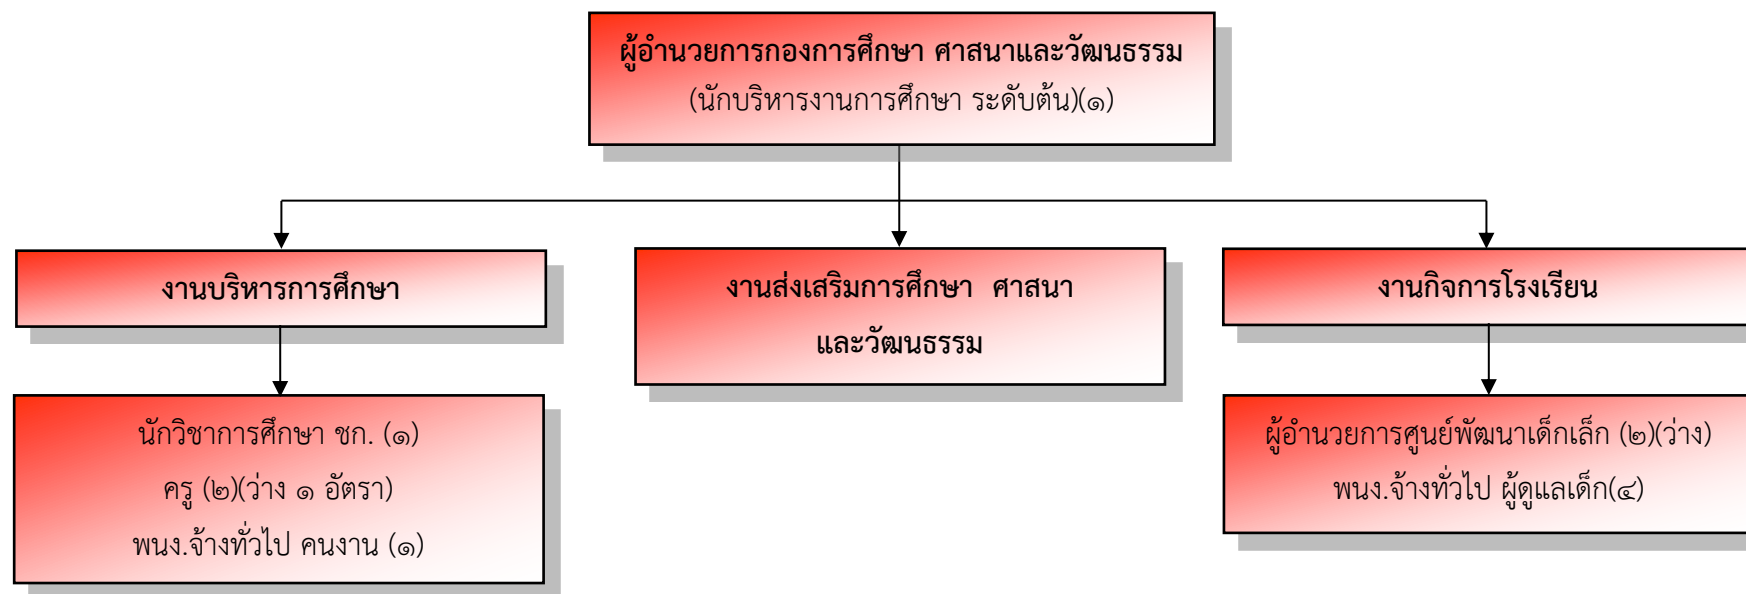 ผู้อำนวยการกองการศึกษา ศาสนาและวัฒนธรรม
(นักบริหารงานการศึกษา ระดับต้น)(๑)
งานบริหารการศึกษา
งานส่งเสริมการศึกษา ศาสนา
และวัฒนธรรม
งานกิจการโรงเรียน
นักวิชาการศึกษา ชก. (๑)
ครู (๒)(ว่าง ๑ อัตรา)
พนง.จ้างทั่วไป คนงาน (๑)
ผู้อำนวยการศูนย์พัฒนาเด็กเล็ก (๒)(ว่าง)
พนง.จ้างทั่วไป ผู้ดูแลเด็ก(๔)